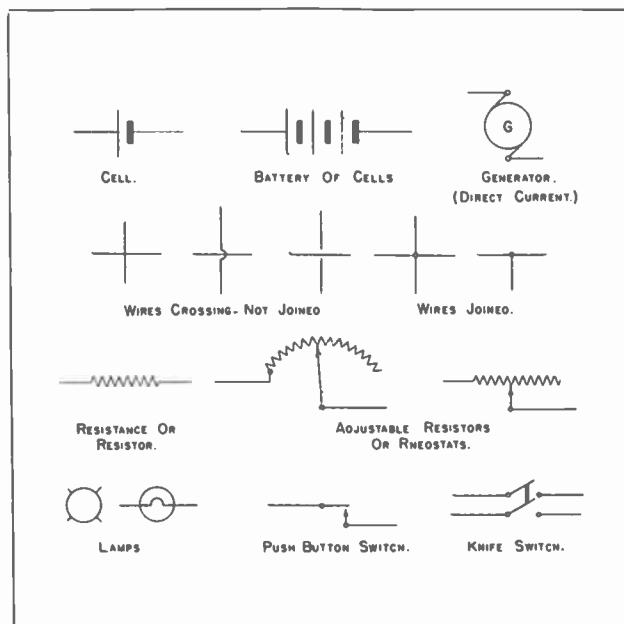 G
CELL.
BATTERY OF CELLS
GENERATOR.
(DIRECT CURRENT.)
WIRES CROSSING - NOT JOINED
WIRES JOINED.
RESISTANCE OR
RESISTOR.
ADJUSTABLE RESISTORS
OR RHEOSTATS.
LAMPS
PUSH BUTTON SWITCH.
KNIFE SWITCH.